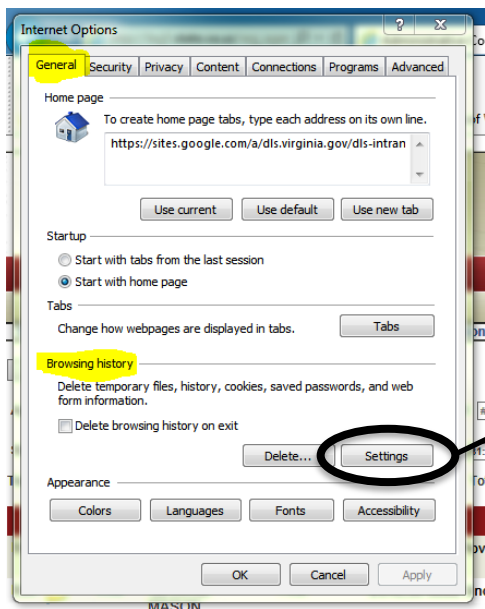 Internet Options
General Security Privacy Content Connections Programs Advanced
Home page
To create home page tabs, type each address on its own line.
https://sites.google.com/a/dls.virginia.gov/dls-intran
Use current Use default Use new tab
Startup
Start with tabs from the last session
Start with home page
Tabs
Change how webpages are displayed in tabs. Tabs
Browsing history
Delete temporary files, history, cookies, saved passwords, and web
form information.
Delete browsing history on exit
Delete... Settings
Appearance
Colors Languages Fonts Accessibility
OK Cancel Apply
MASON